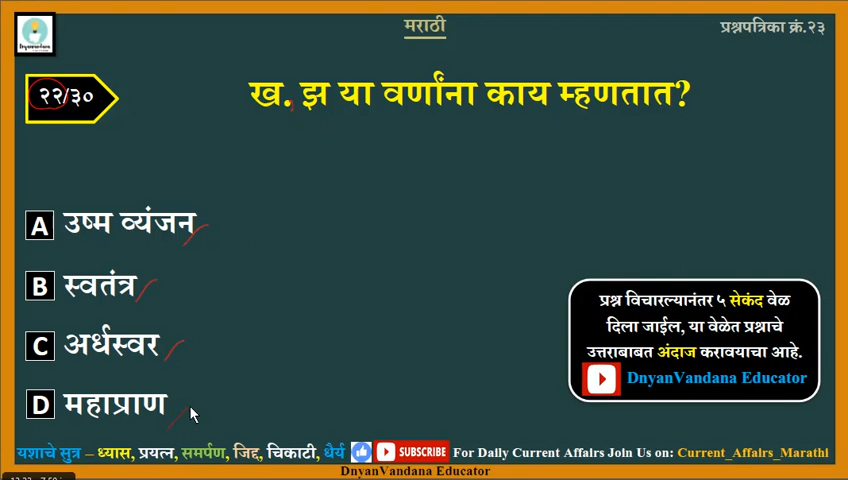 मराठी
प्रश्नपत्रिका क्रं.२३
२२/३०
ख. झ या वर्णांना काय म्हणतात?
A उष्म व्यंजन
B स्वतंत्र
C अर्धस्वर
D महाप्राण
प्रश्न विचारल्यानंतर ५ सेकंद वेळ
दिला जाईल, या वेळेत प्रश्नाचे
उत्तराबाबत अंदाज करावयाचा आहे.
DnyanVandana Educator
यशाचे सुत्र – ध्यास, प्रयत्न, समर्पण, जिद्द, चिकाटी, धैर्य SUBSCRIBE For Daily Current Affairs Join Us on: Current_Affairs_Marathi
DnyanVandana Educator